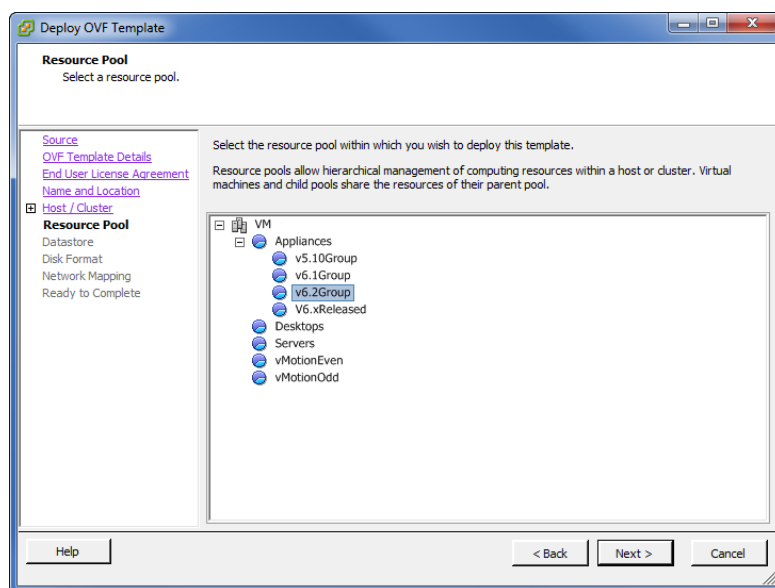 Deploy OVF Template
Resource Pool
Select a resource pool.
Source
OVF Template Details
End User License Agreement
Name and Location
Host / Cluster
Resource Pool
Datastore
Disk Format
Network Mapping
Ready to Complete
Select the resource pool within which you wish to deploy this template.
Resource pools allow hierarchical management of computing resources within a host or cluster. Virtual
machines and child pools share the resources of their parent pool.
VM
Appliances
v5.10Group
v6.1Group
v6.2Group
V6.xReleased
Desktops
Servers
vMotionEven
vMotionOdd
Help
< Back
Next >
Cancel